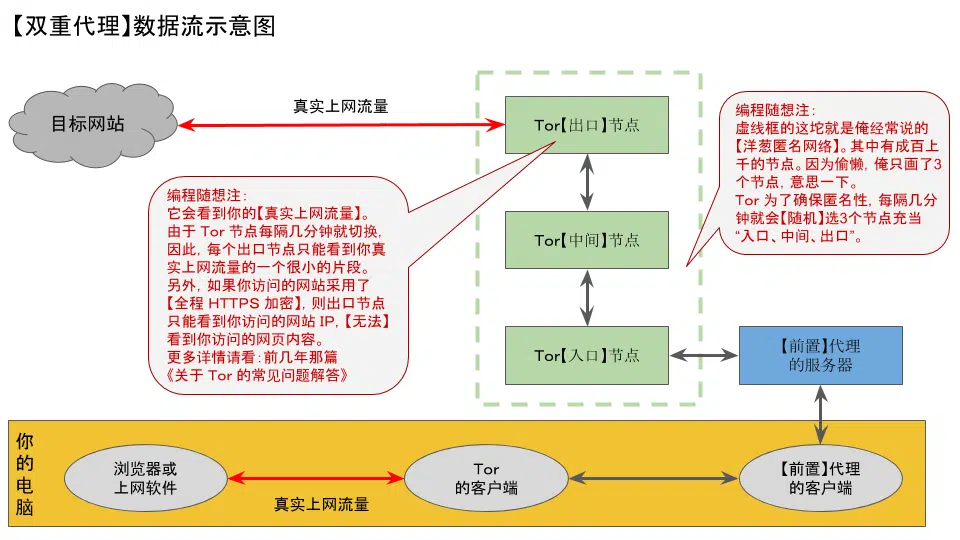 【双重代理】数据流示意图
目标网站
真实上网流量
Tor【出口】节点
编程随想注：
虚线框的这坨就是俺经常说的
【洋葱匿名网络】。其中有成百上
千的节点。因为偷懒，俺只画了3
个节点，意思一下。
Tor 为了确保匿名性，每隔几分
钟就会【随机】选3个节点充当
“入口、中间、出口”。
编程随想注：
它会看到你的【真实上网流量】。
由于 Tor 节点每隔几分钟就切换，
因此，每个出口节点只能看到你真
实上网流量的一个很小的片段。
另外，如果你访问的网站采用了
【全程 HTTPS 加密】，则出口节点
只能看到你访问的网站 IP，【无法】
看到你访问的网页内容。
更多详情请看：前几年那篇
《关于 Tor 的常见问题解答》
Tor【中间】节点
Tor【入口】节点
【前置】代理
的服务器
你
的
电
脑
浏览器或
上网软件
真实上网流量
Tor
的客户端
【前置】代理
的客户端